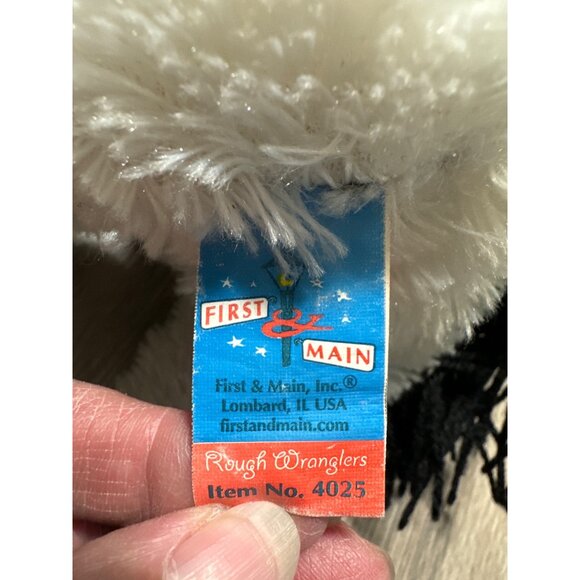 FIRST
&
MAIN
First & Main, Inc.®
Lombard, IL USA
firstandmain.com
Rough Wranglers
Item No. 4025